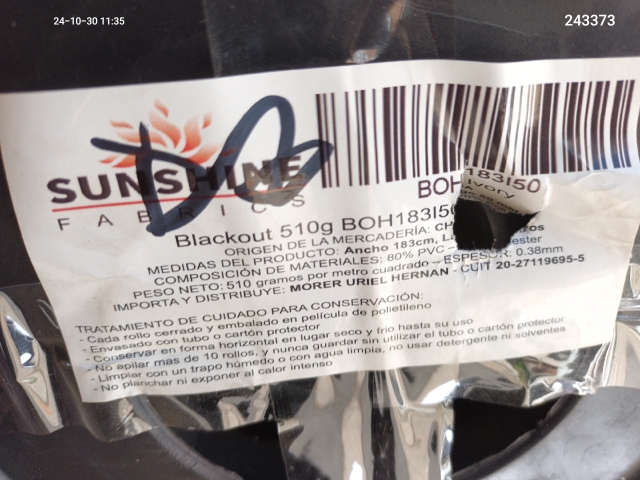 24-10-30 11:35
243373
SUNSHINE
FABRICS
BOH183I50
Blackout 510g BOH183I50 Ivory
ORIGEN DE LA MERCADERÍA: CH
MEDIDAS DEL PRODUCTO: Ancho 183cm, L
COMPOSICIÓN DE MATERIALES: 80% PVC -
PESO NETO: 510 gramos por metro cuadrado - ESPESOR: 0.38mm
IMPORTA Y DISTRIBUYE: MORER URIEL HERNAN - CUIT 20-27119695-5
TRATAMIENTO DE CUIDADO PARA CONSERVACIÓN:
- Cada rollo cerrado y embalado en película de polietileno
- Envasado con tubo o cartón protector
- Conservar en forma horizontal en lugar seco y frio hasta su uso
- No apilar mas de 10 rollos, y nunca guardar sin utilizar el tubo o cartón protector
- Limpiar con un trapo húmedo o con agua limpia, no usar detergente ni solventes
- No planchar ni exponer al calor intenso